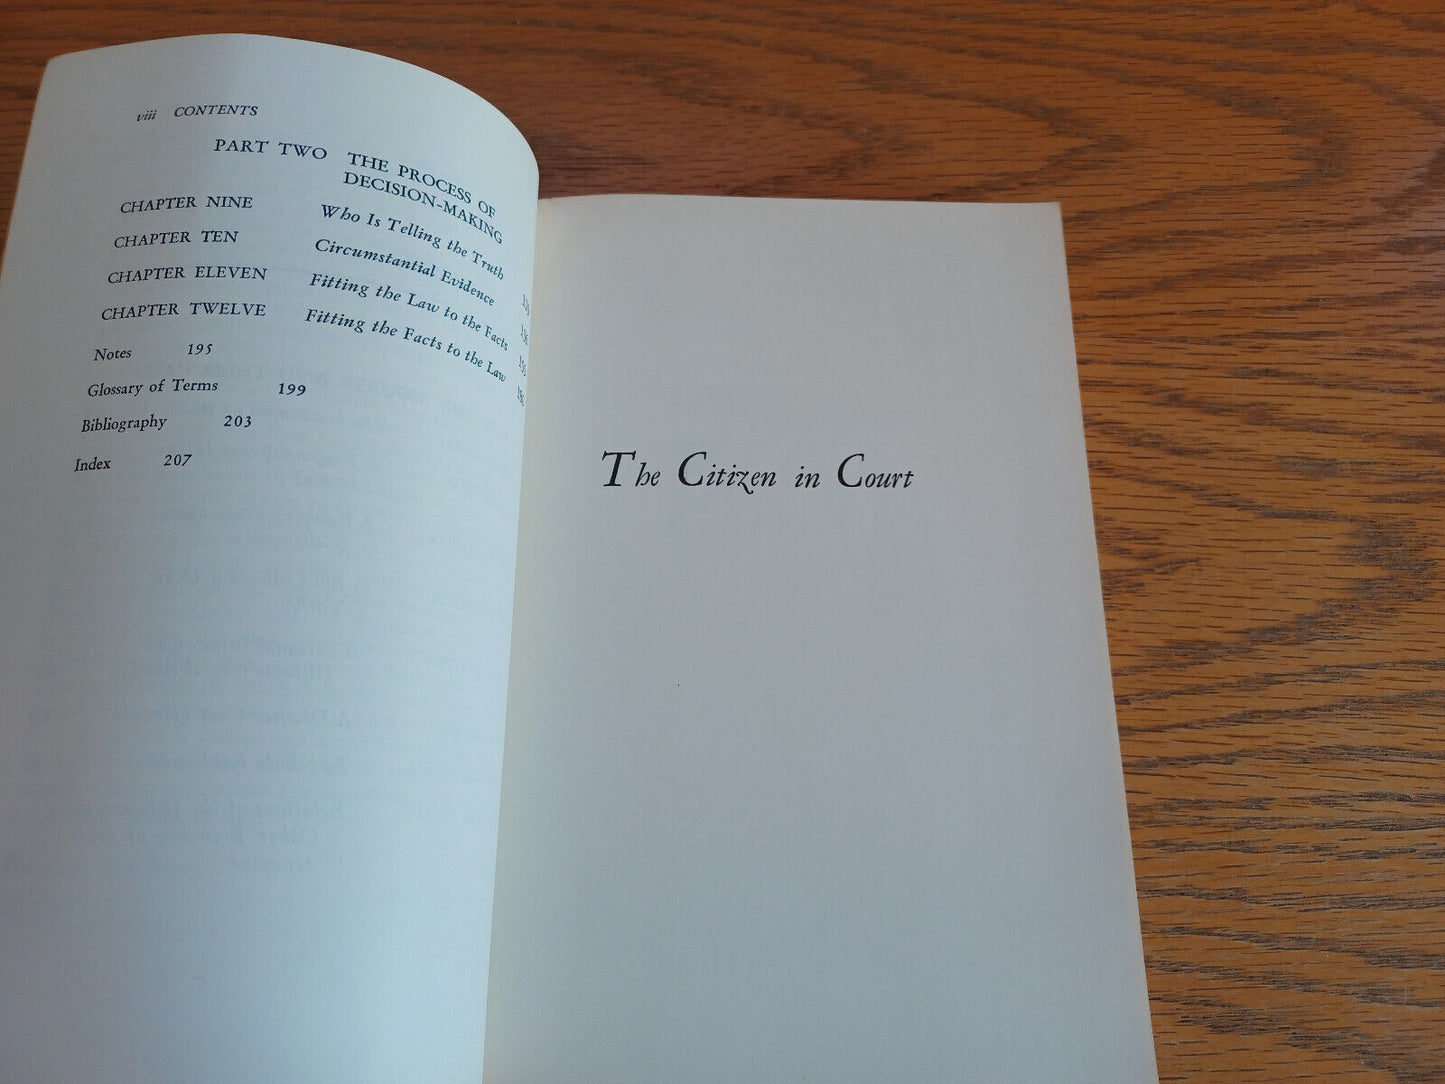 viii CONTENTS
PART TWO THE PROCESS OF
DECISION-MAKING
CHAPTER NINE Who Is Telling the Truth
CHAPTER TEN Circumstantial Evidence
CHAPTER ELEVEN Fitting the Law to the Facts
CHAPTER TWELVE Fitting the Facts to the Law
Notes 195
Glossary of Terms 199
Bibliography 203
Index 207
The Citizen in Court